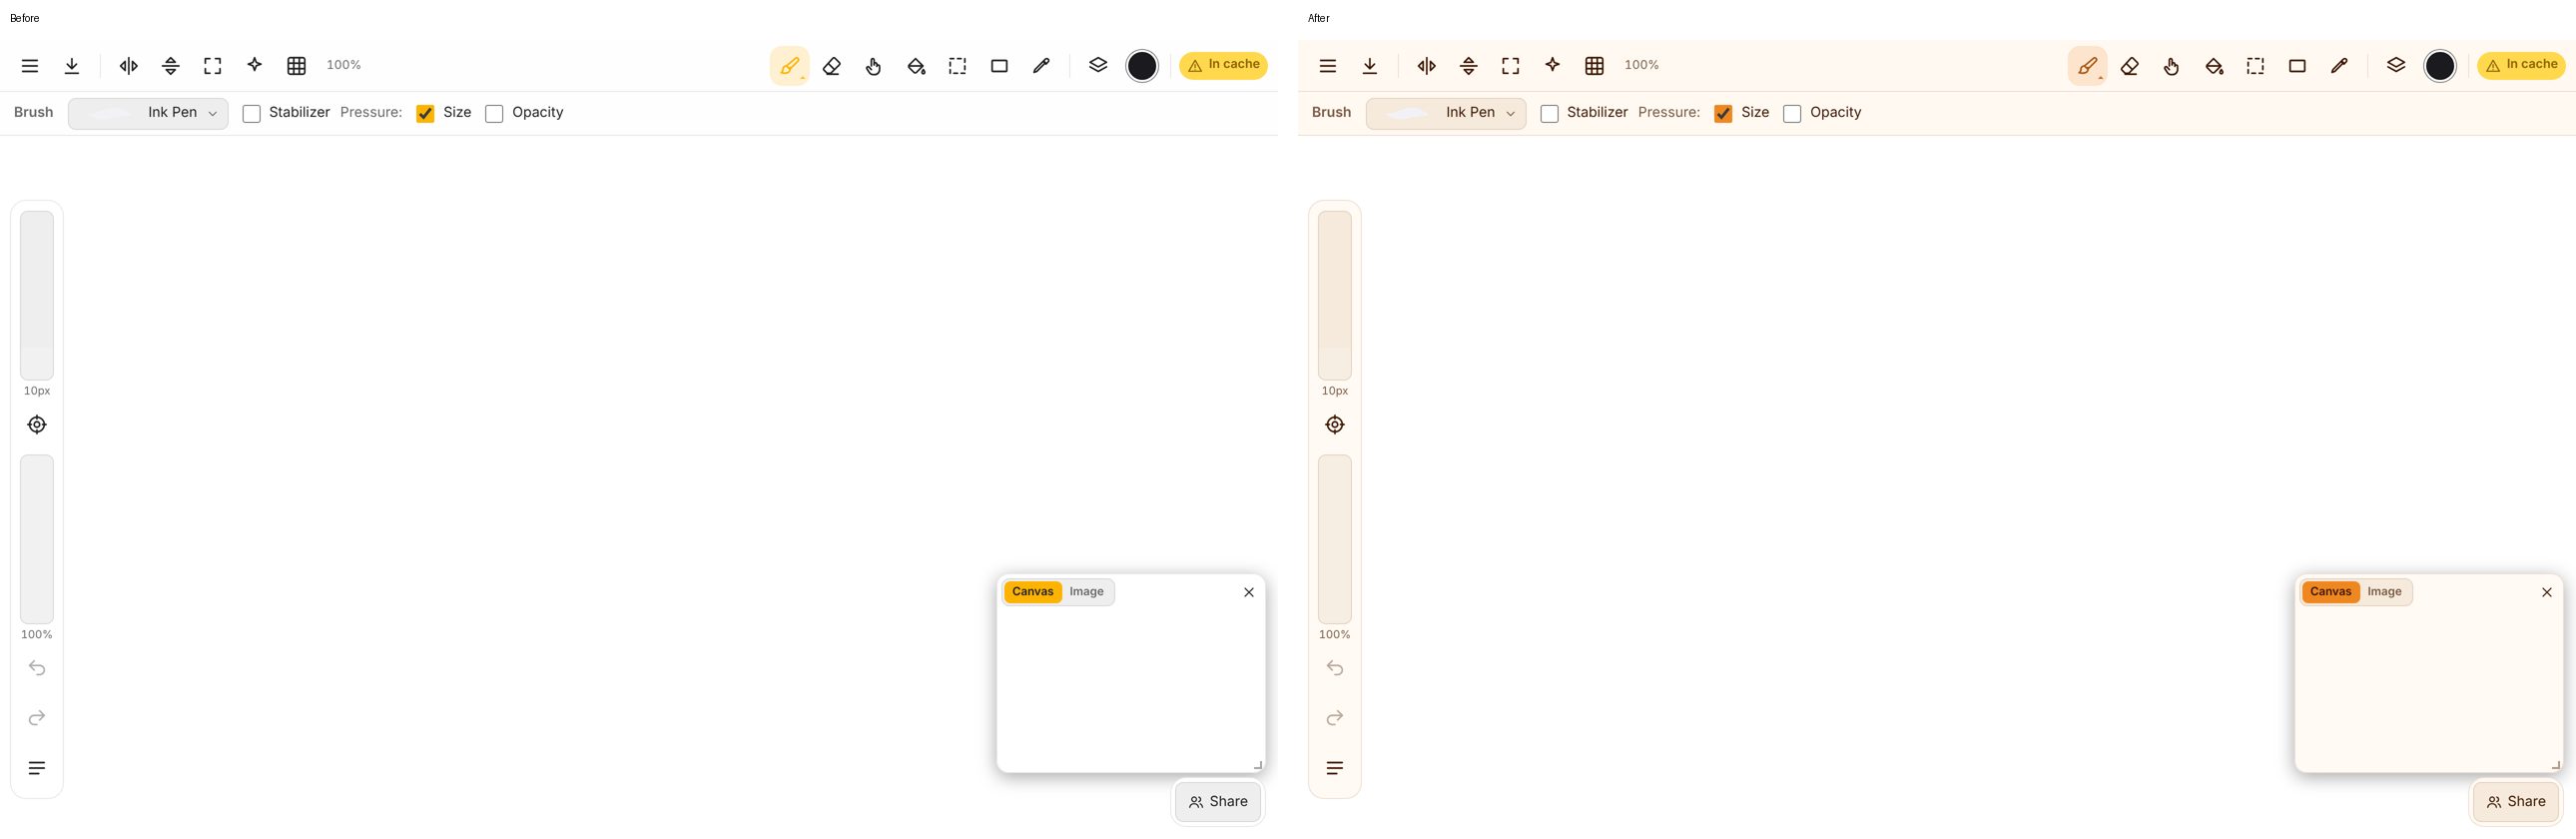 Before
100%
In cache
Brush
Ink Pen
Stabilizer
Pressure:
Size
Opacity
10px
100%
Canvas
Image
Share
After
100%
In cache
Brush
Ink Pen
Stabilizer
Pressure:
Size
Opacity
10px
100%
Canvas
Image
Share